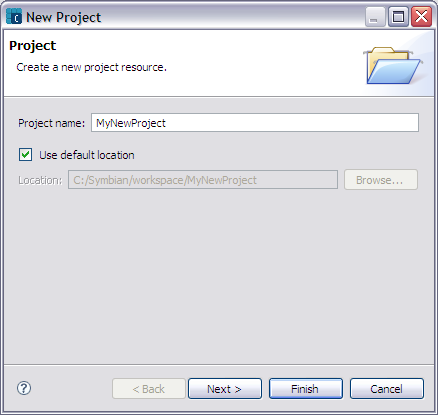 New Project
Project
Create a new project resource.
Project name: MyNewProject
Use default location
Location: C:/Symbian/workspace/MyNewProject Browse...
? < Back Next > Finish Cancel